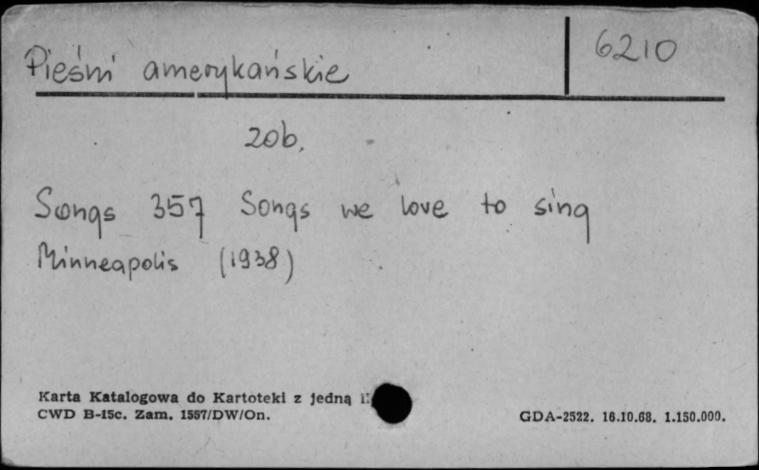 Pieśni amerykańskie
6210
zob.
Songs 357 Songs we love to sing
Minneapolis (1938)
Karta Katalogowa do Kartoteki z jedną
CWD B-15c. Zam. 1557/DW/On.
GDA-2522. 16.10.68. 1.150.000.